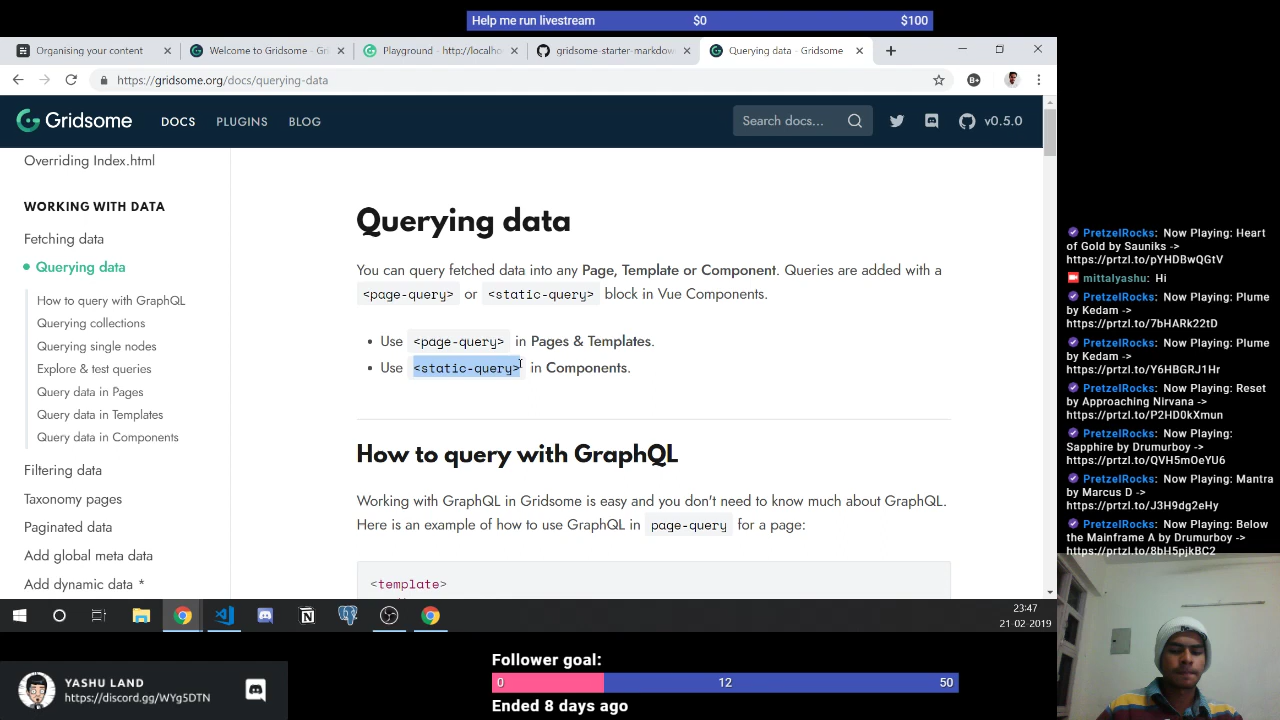 Help me run livestream $0 $100
Organising your content
Welcome to Gridsome - Gri
Playground - http://localho
gridsome-starter-markdow
Querying data - Gridsome
https://gridsome.org/docs/querying-data
Gridsome DOCS PLUGINS BLOG Search docs... v0.5.0
Overriding Index.html
WORKING WITH DATA
Fetching data
Querying data
How to query with GraphQL
Querying collections
Querying single nodes
Explore & test queries
Query data in Pages
Query data in Templates
Query data in Components
Filtering data
Taxonomy pages
Paginated data
Add global meta data
Add dynamic data *
Querying data
You can query fetched data into any Page, Template or Component. Queries are added with a
<page-query> or <static-query> block in Vue Components.
• Use <page-query> in Pages & Templates.
• Use <static-query> in Components.
How to query with GraphQL
Working with GraphQL in Gridsome is easy and you don't need to know much about GraphQL.
Here is an example of how to use GraphQL in page-query for a page:
<template>
PretzelRocks: Now Playing: Heart
of Gold by Sauniks ->
https://prtzl.to/pYHDBwQGtV
mittalyashu: Hi
PretzelRocks: Now Playing: Plume
by Kedam ->
https://prtzl.to/7bHARk22tD
PretzelRocks: Now Playing: Plume
by Kedam ->
https://prtzl.to/Y6HBGRJ1Hr
PretzelRocks: Now Playing: Reset
by Approaching Nirvana ->
https://prtzl.to/P2HD0kXmun
PretzelRocks: Now Playing:
Sapphire by Drumurboy ->
https://prtzl.to/QVH5mOeYU6
PretzelRocks: Now Playing: Mantra
by Marcus D ->
https://prtzl.to/J3H9dg2eHy
PretzelRocks: Now Playing: Below
the Mainframe A by Drumurboy ->
https://prtzl.to/8bH5pjkBC2
23:47
21-02-2019
YASHU LAND
https://discord.gg/WYg5DTN
Follower goal:
0 12 50
Ended 8 days ago